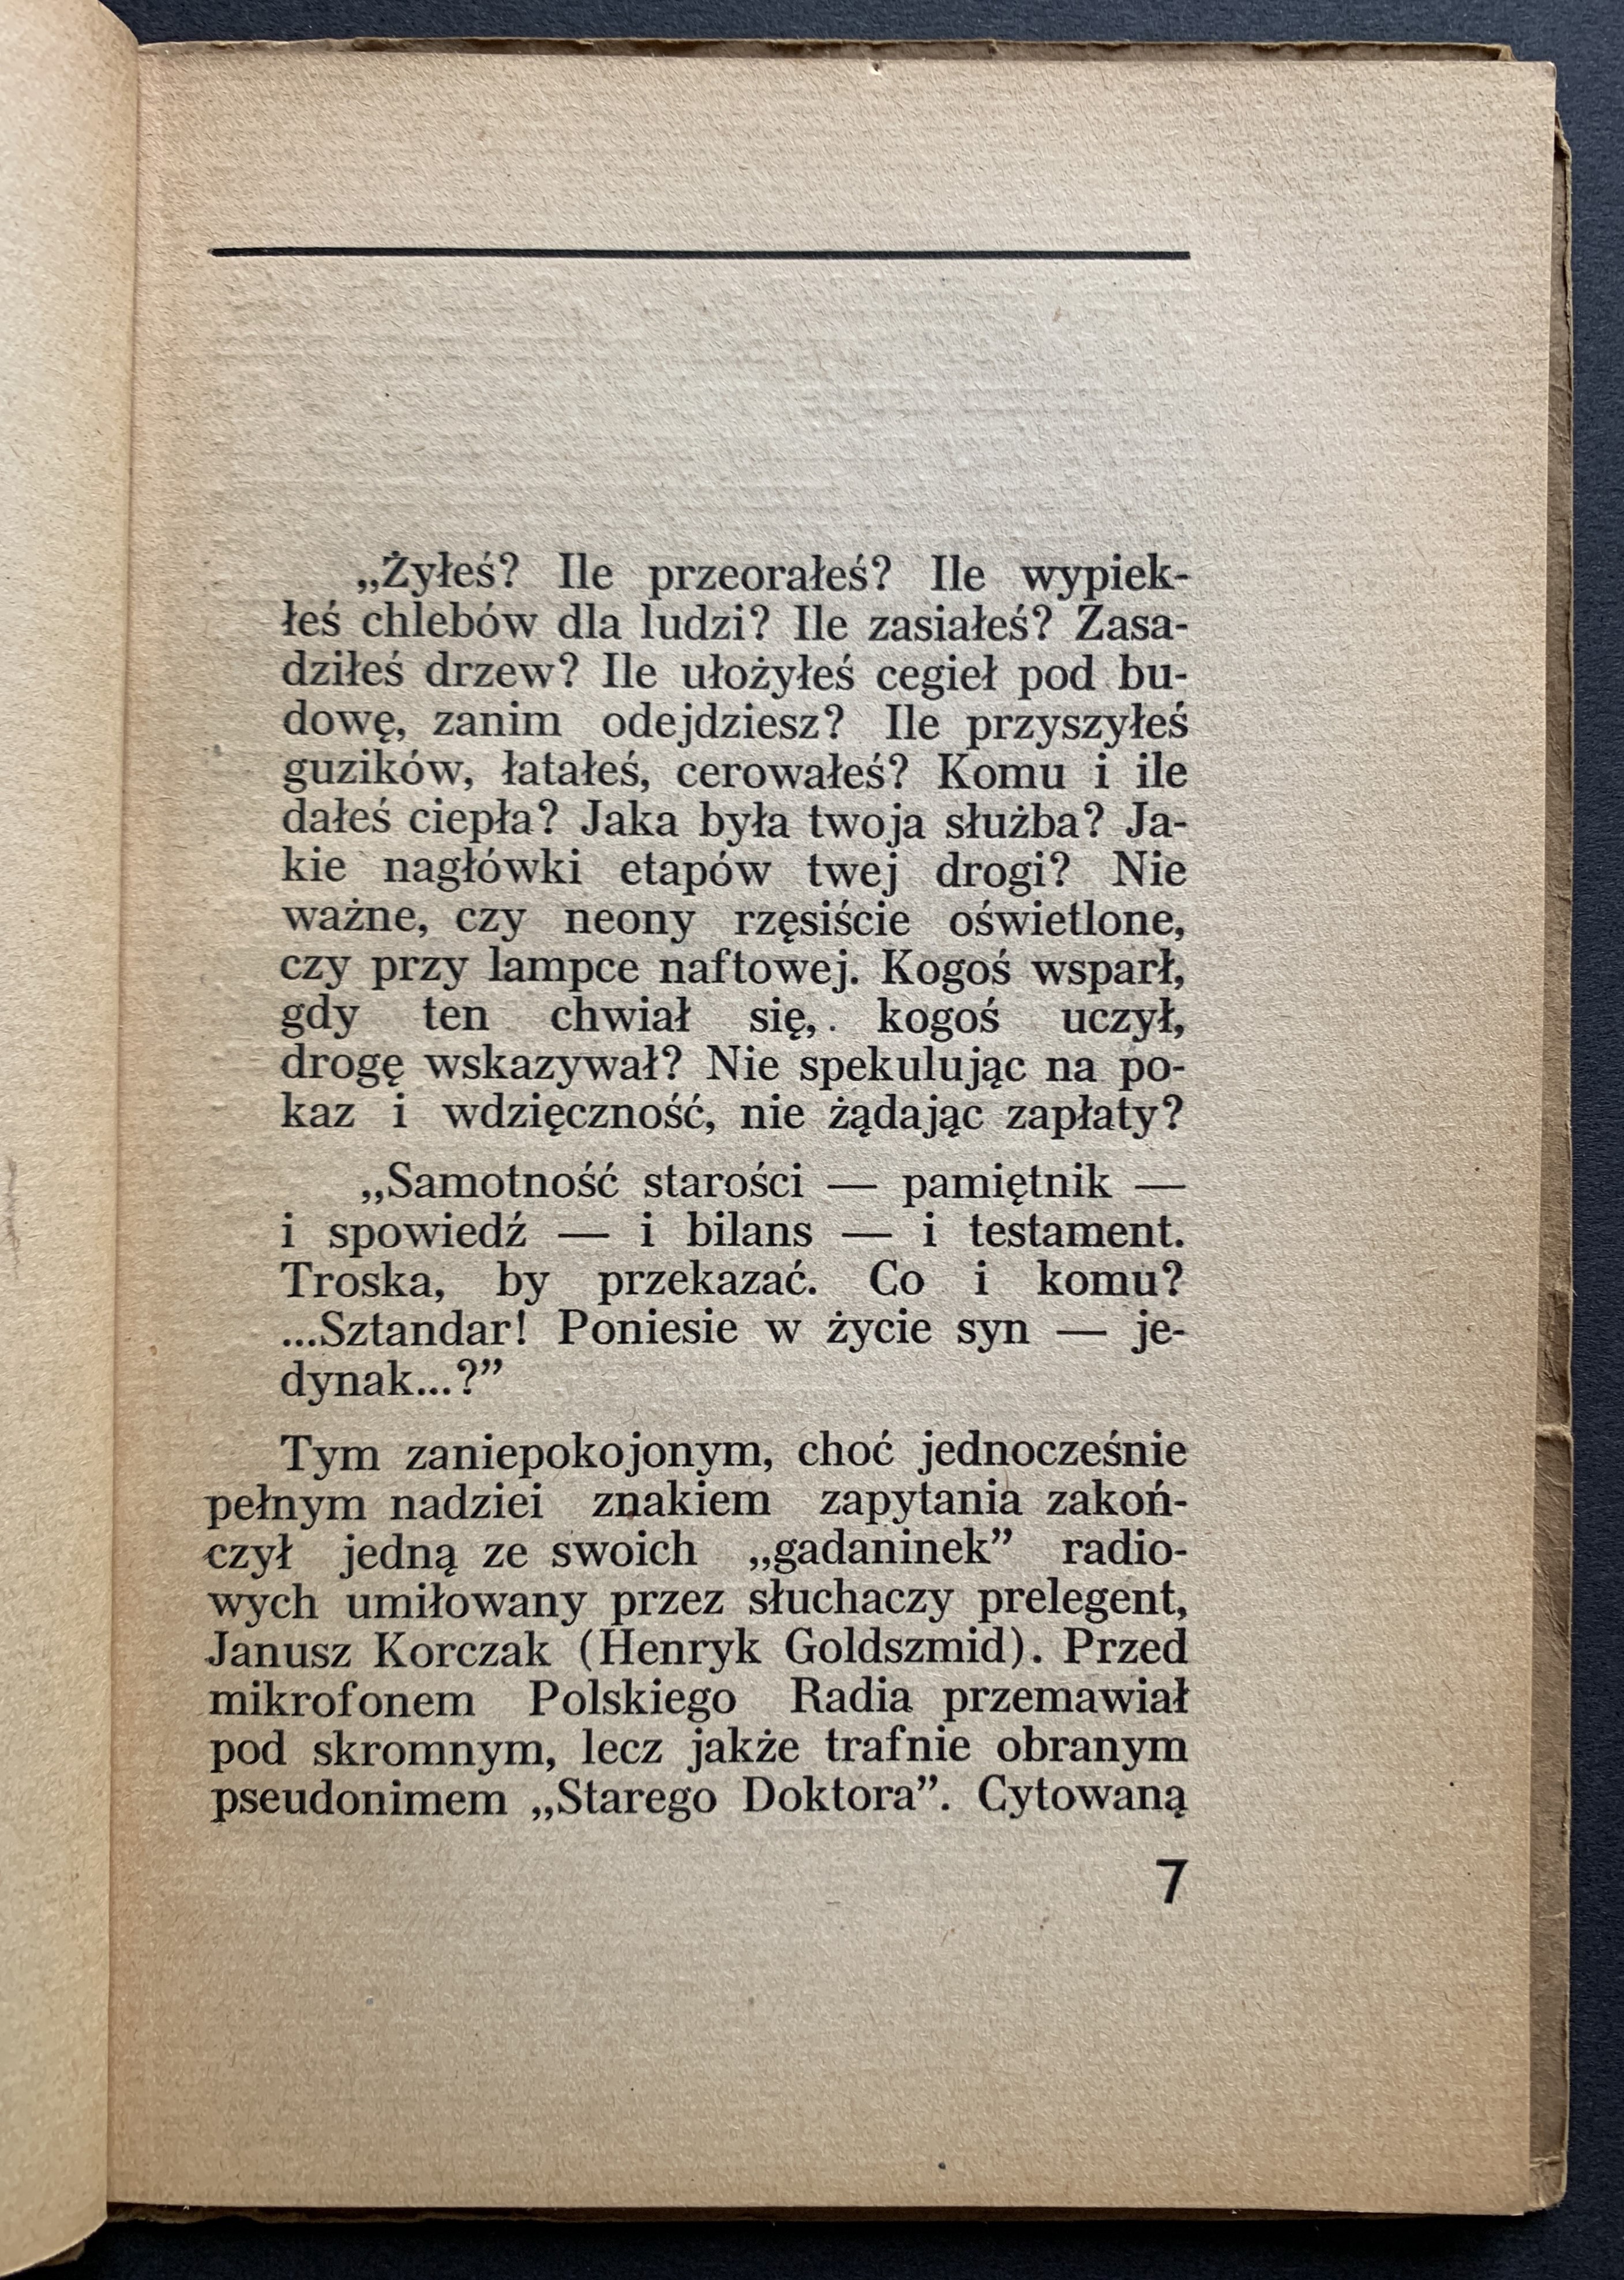 „Żyłeś? Ile przeorałeś? Ile wypiek-
łeś chlebów dla ludzi? Ile zasiałeś? Zasa-
dziłeś drzew? Ile ułożyłeś cegieł pod bu-
dowę, zanim odejdziesz? Ile przyszyłeś
guzików, łatałeś, cerowałeś? Komu i ile
dałeś ciepła? Jaka była twoja służba? Ja-
kie nagłówki etapów twej drogi? Nie
ważne, czy neony rzęsiście oświetlone,
czy przy lampce naftowej. Kogoś wsparł,
gdy ten chwiał się, kogoś uczył,
drogę wskazywał? Nie spekulując na po-
kaz i wdzięczność, nie żądając zapłaty?
„Samotność starości — pamiętnik —
i spowiedź — i bilans — i testament.
Troska, by przekazać. Co i komu?
...Sztandar! Poniesie w życie syn — je-
dynak...?”
Tym zaniepokojonym, choć jednocześnie
pełnym nadziei znakiem zapytania zakoń-
czył jedną ze swoich „gadaninek” radio-
wych umiłowany przez słuchaczy prelegent,
Janusz Korczak (Henryk Goldszmid). Przed
mikrofonem Polskiego Radia przemawiał
pod skromnym, lecz jakże trafnie obranym
pseudonimem „Starego Doktora”. Cytowaną
7